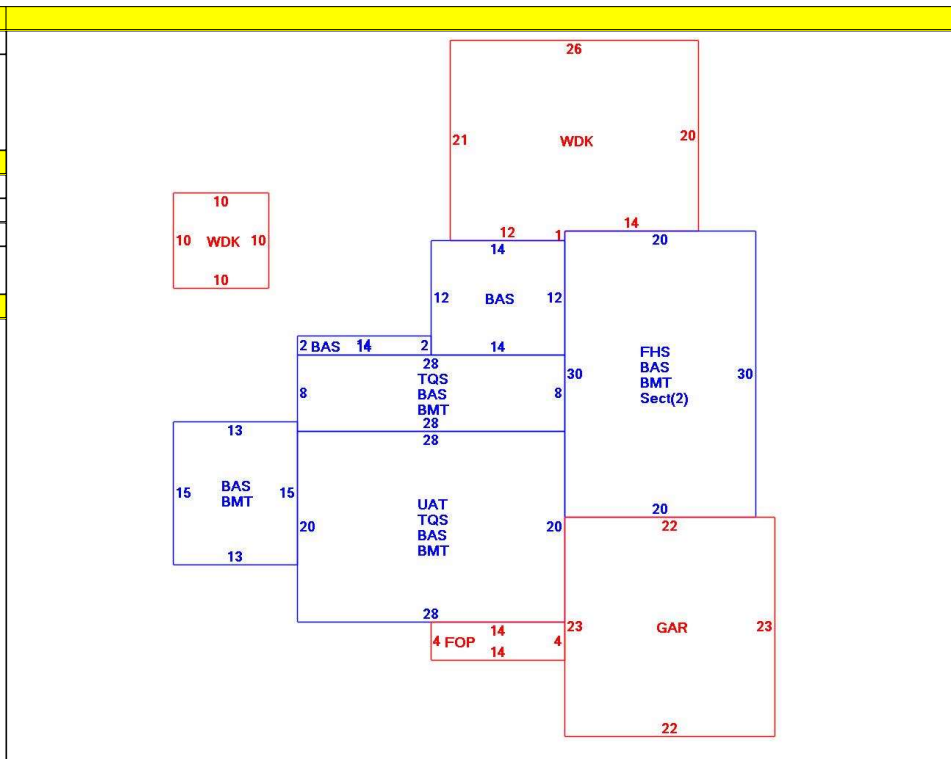 26
21
WDK
20
12
1
14
10
10
WDK
10
10
14
12
BAS
12
14
20
30
FHS
BAS
BMT
Sect(2)
30
20
2 BAS 14 2
28
8
TQS
BAS
BMT
8
28
13
15
BAS
BMT
15
13
28
20
UAT
TQS
BAS
BMT
20
28
14
4 FOP 4
14
22
23
GAR
23
22